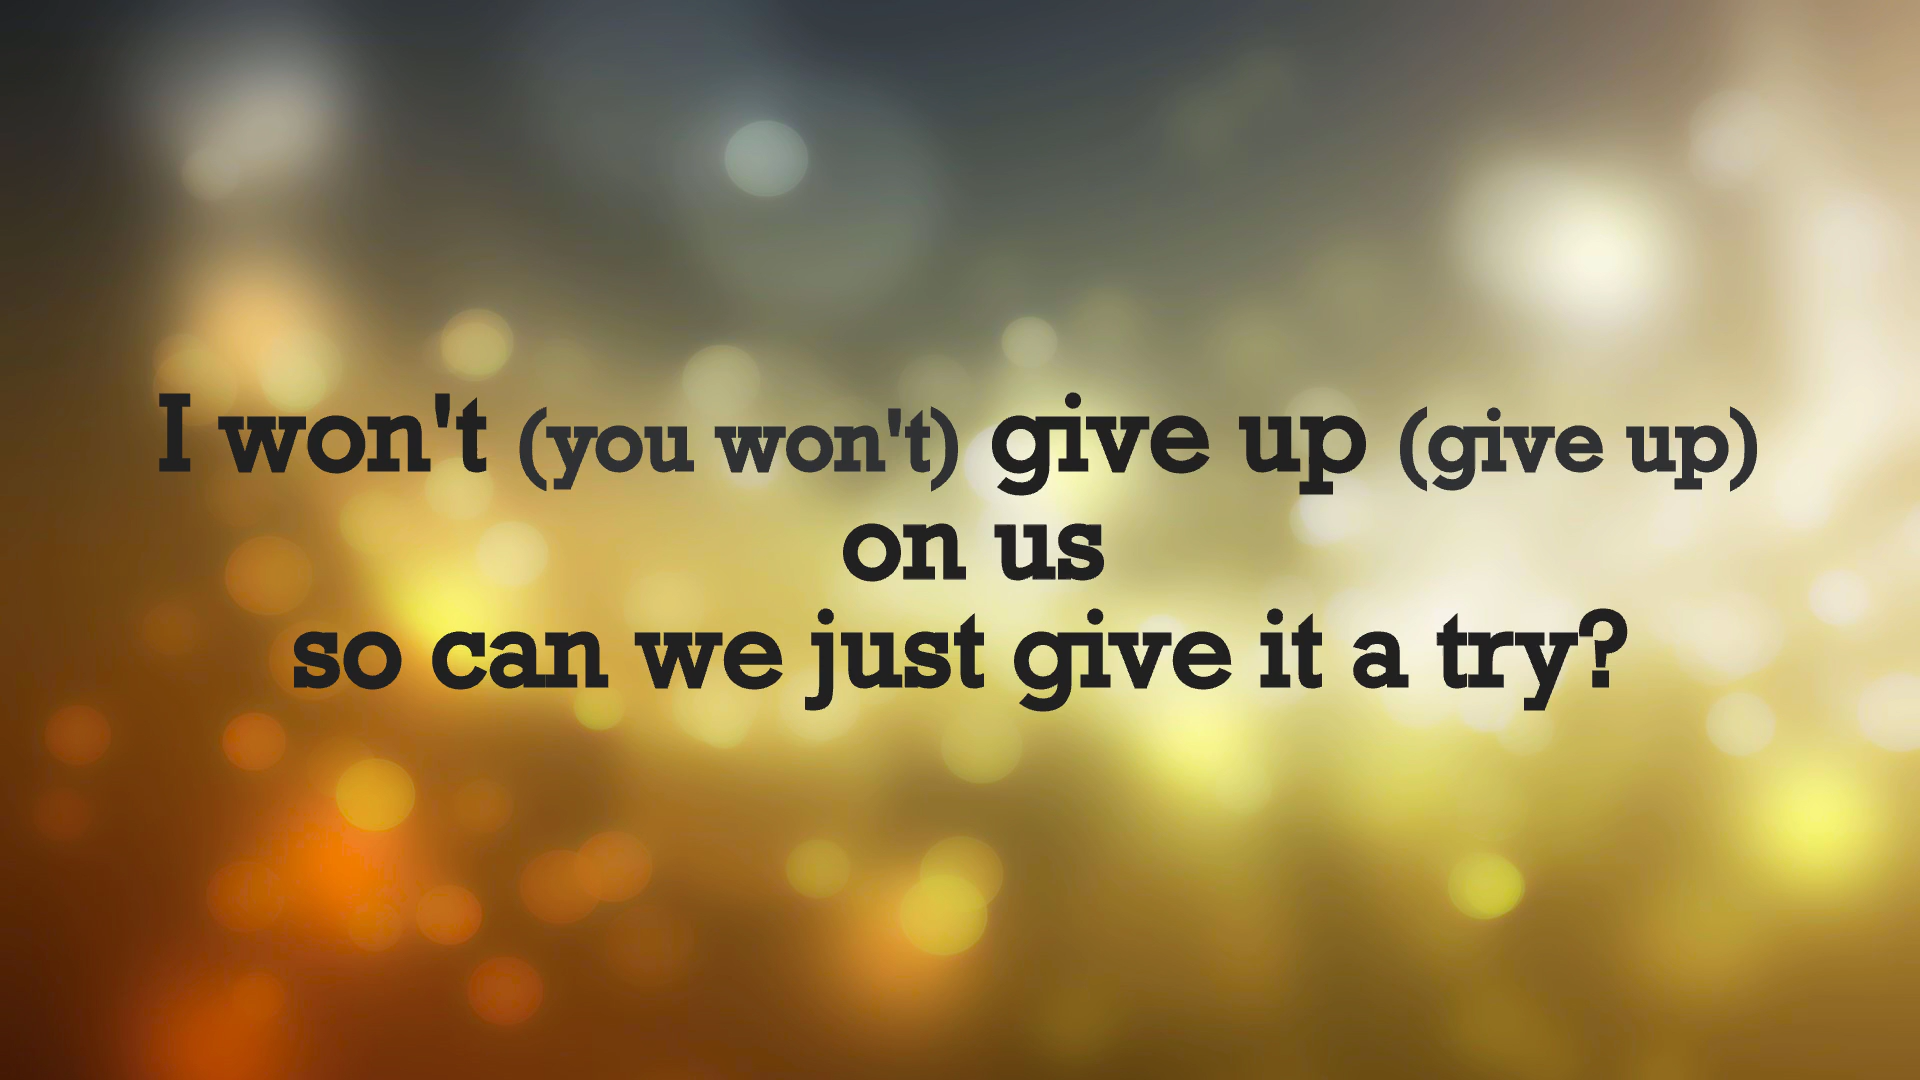 I won't (you won't) give up (give up)
on us
so can we just give it a try?